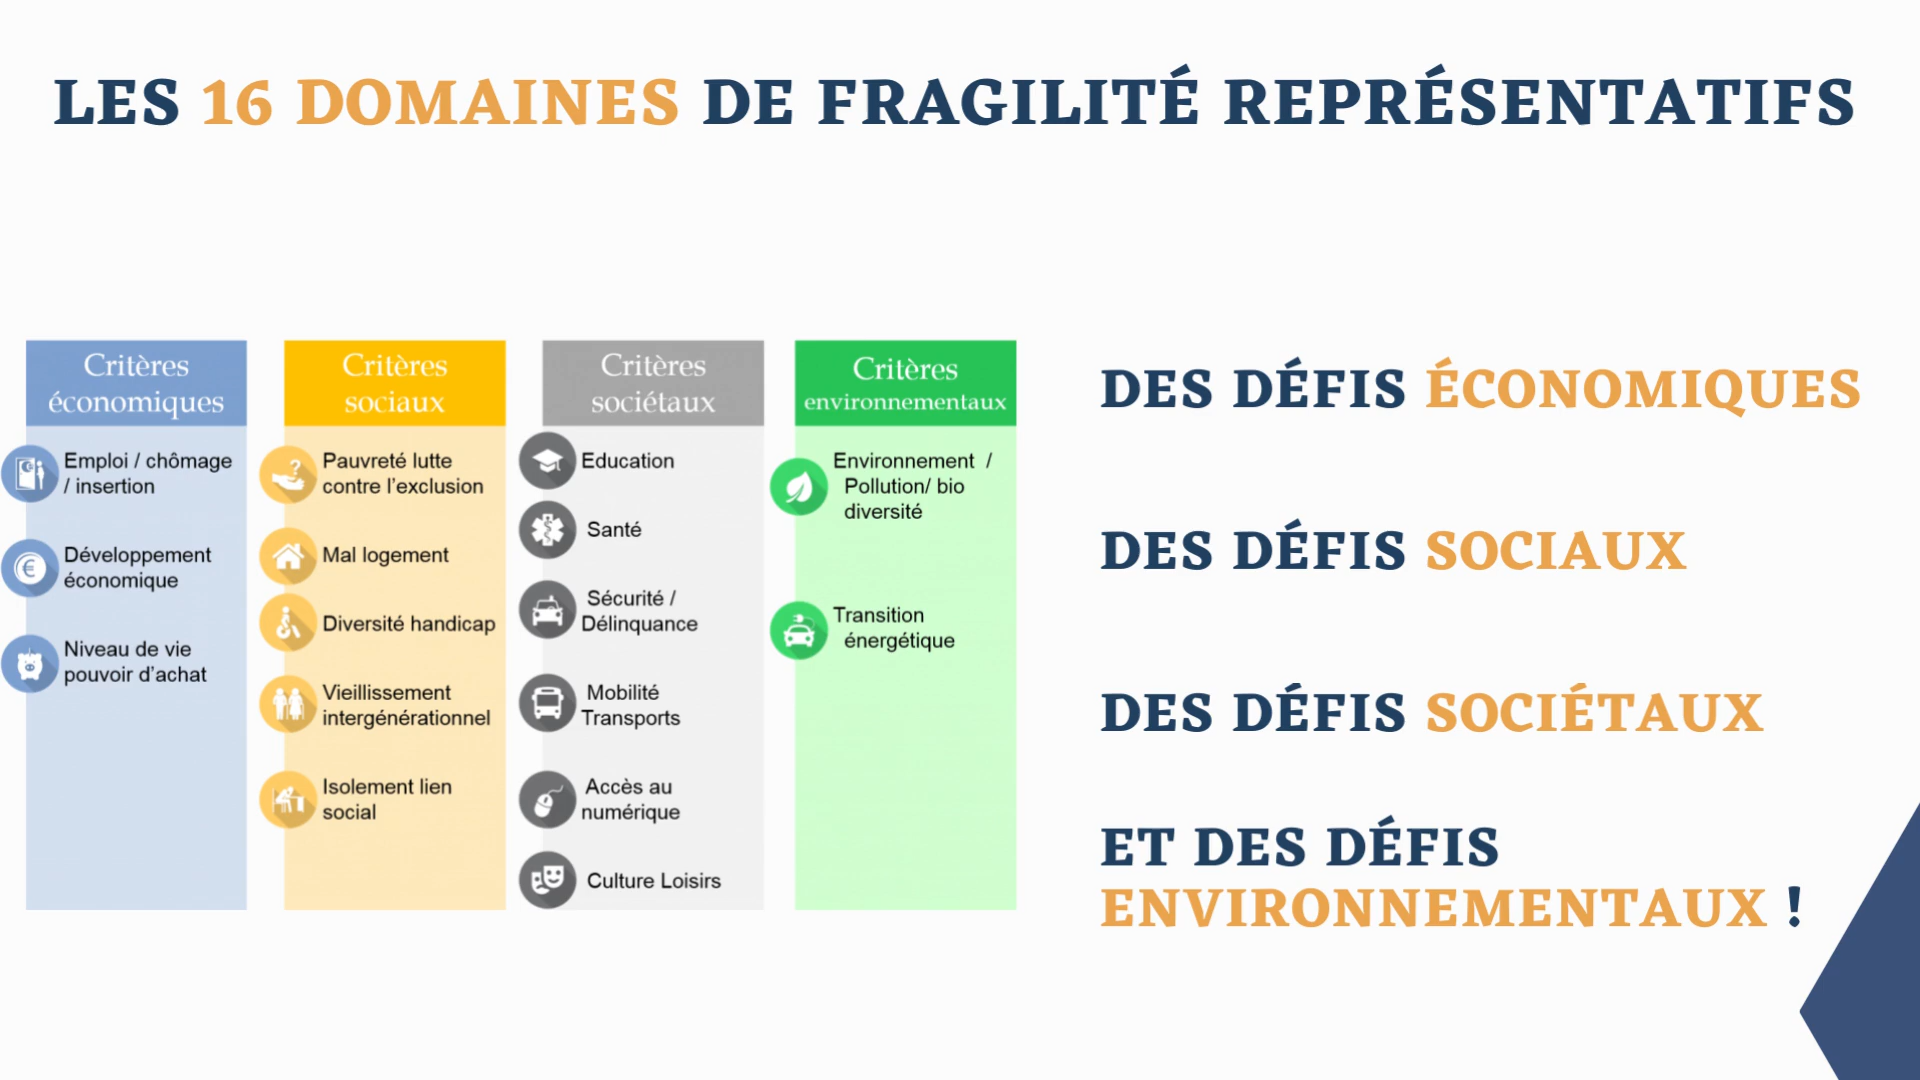 LES 16 DOMAINES DE FRAGILITÉ REPRÉSENTATIFS
Critères
économiques
Emploi / chômage
/ insertion
Développement
économique
Niveau de vie
pouvoir d'achat
Critères
sociaux
Pauvreté lutte
contre l'exclusion
Mal logement
Diversité handicap
Vieillissement
intergénérationnel
Isolement lien
social
Critères
sociétaux
Education
Santé
Sécurité /
Délinquance
Mobilité
Transports
Accès au
numérique
Culture Loisirs
Critères
environnementaux
Environnement /
Pollution/ bio
diversité
Transition
énergétique
DES DÉFIS ÉCONOMIQUES
DES DÉFIS SOCIAUX
DES DÉFIS SOCIÉTAUX
ET DES DÉFIS
ENVIRONNEMENTAUX !